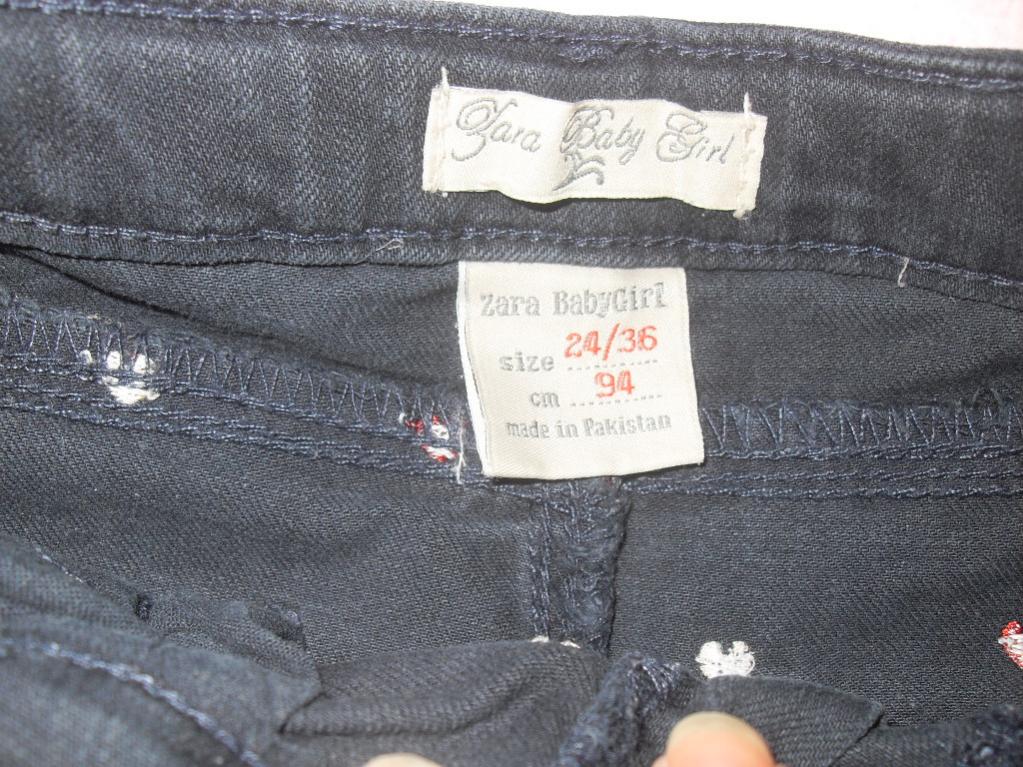 Zara Baby Girl
Zara BabyGirl
size 24/36
cm 94
made in Pakistan